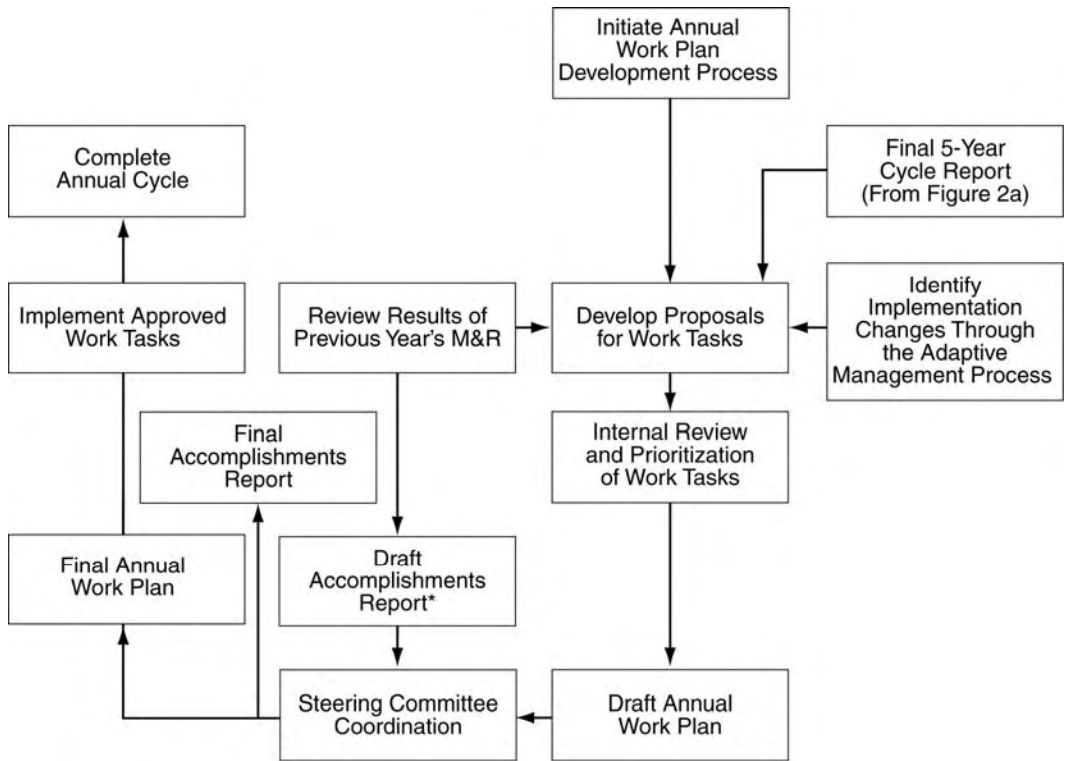 Initiate Annual
Work Plan
Development Process
Complete
Annual Cycle
Final 5-Year
Cycle Report
(From Figure 2a)
Implement Approved
Work Tasks
Review Results of
Previous Year's M&R
Develop Proposals
for Work Tasks
Identify
Implementation
Changes Through
the Adaptive
Management Process
Final
Accomplishments
Report
Internal Review
and Prioritization
of Work Tasks
Final Annual
Work Plan
Draft
Accomplishments
Report*
Steering Committee
Coordination
Draft Annual
Work Plan